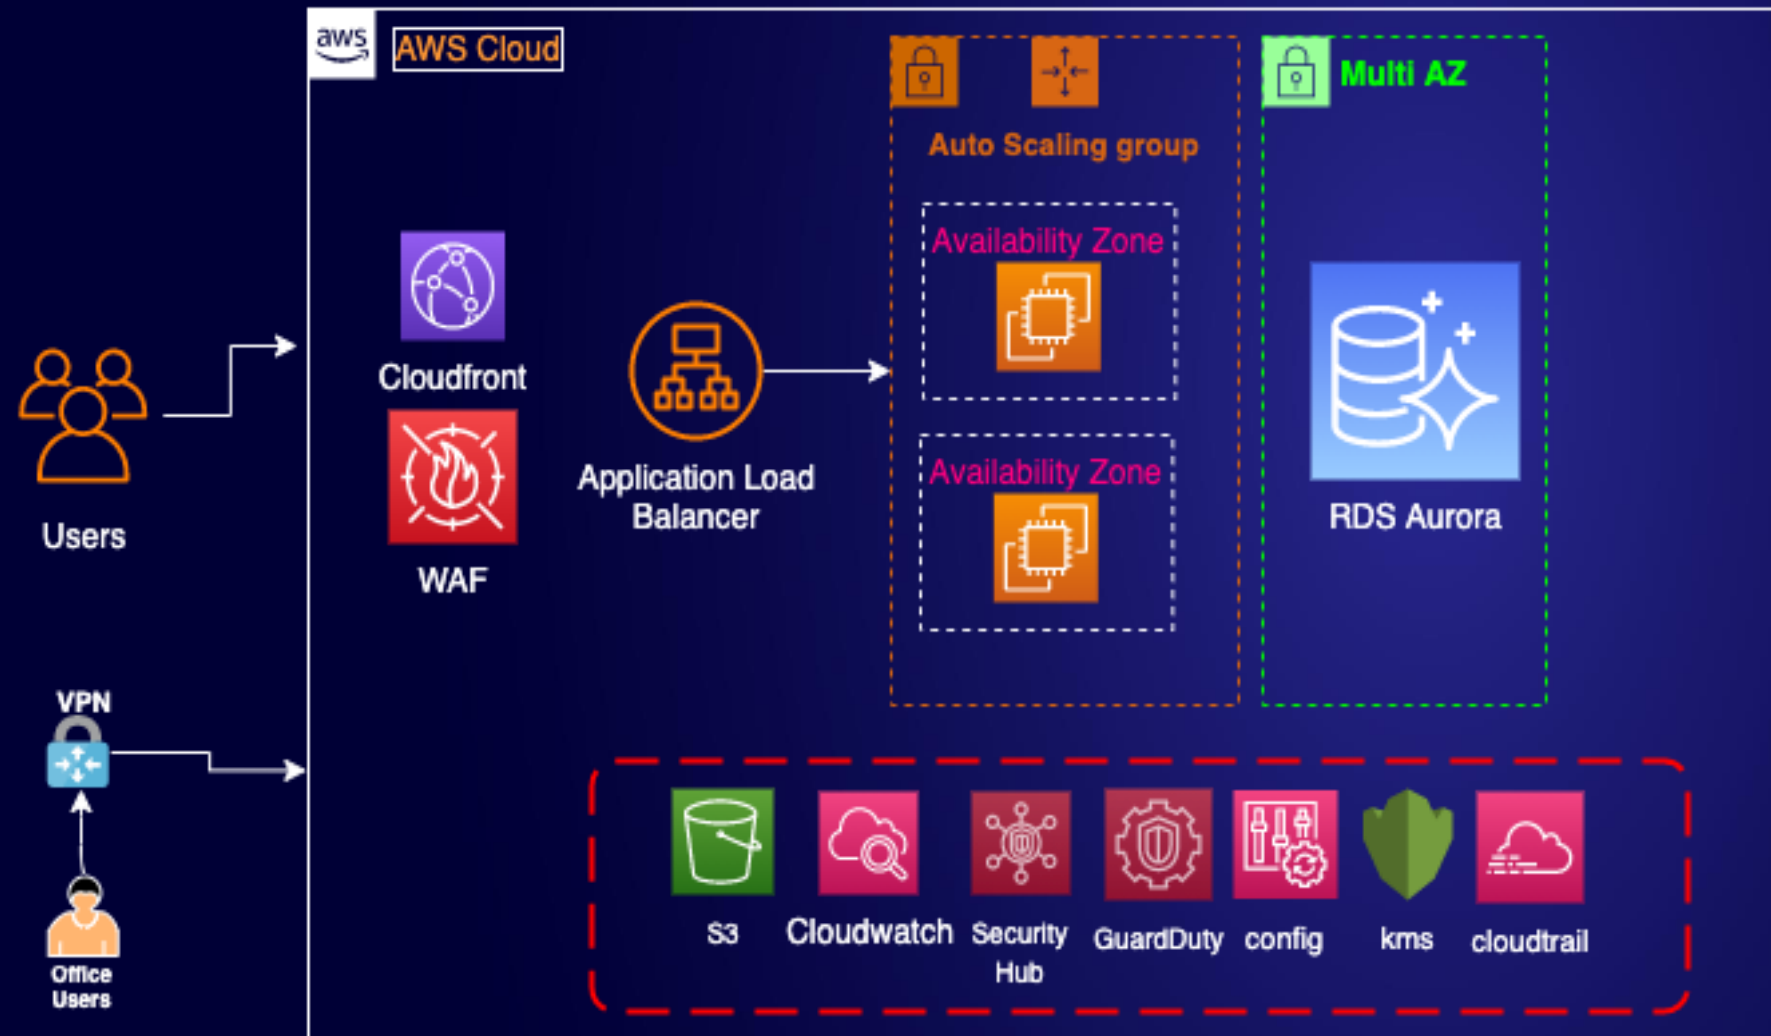 aws
AWS Cloud
Multi AZ
Auto Scaling group
Availability Zone
Cloudfront
Availability Zone
Application Load
Balancer
RDS Aurora
Users
WAF
VPN
S3
Cloudwatch
Security
Hub
GuardDuty
config
kms
cloudtrail
Office
Users